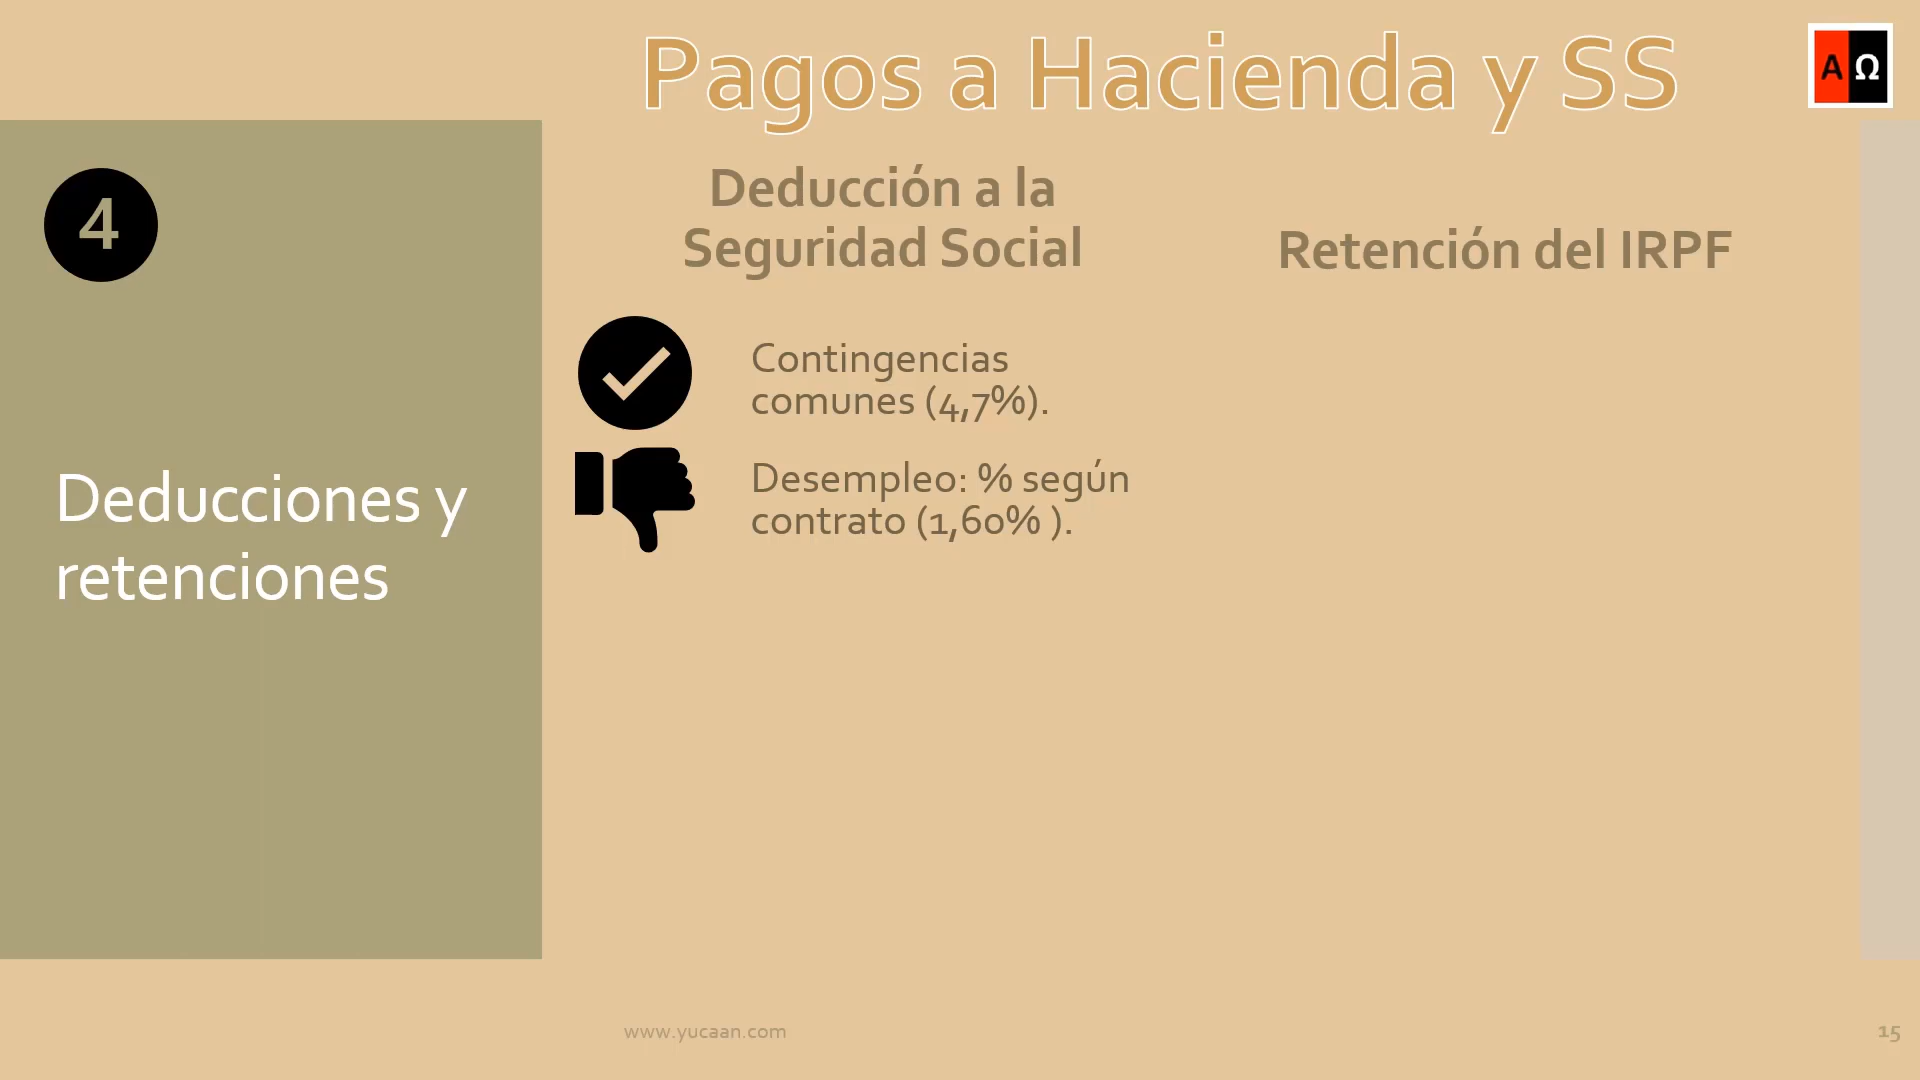 Pagos a Hacienda y SS
A Ω
4
Deducciones y
retenciones
Deducción a la
Seguridad Social
Contingencias
comunes (4,7%).
Desempleo: % según
contrato (1,60% ).
Retención del IRPF
www.yucaan.com
15